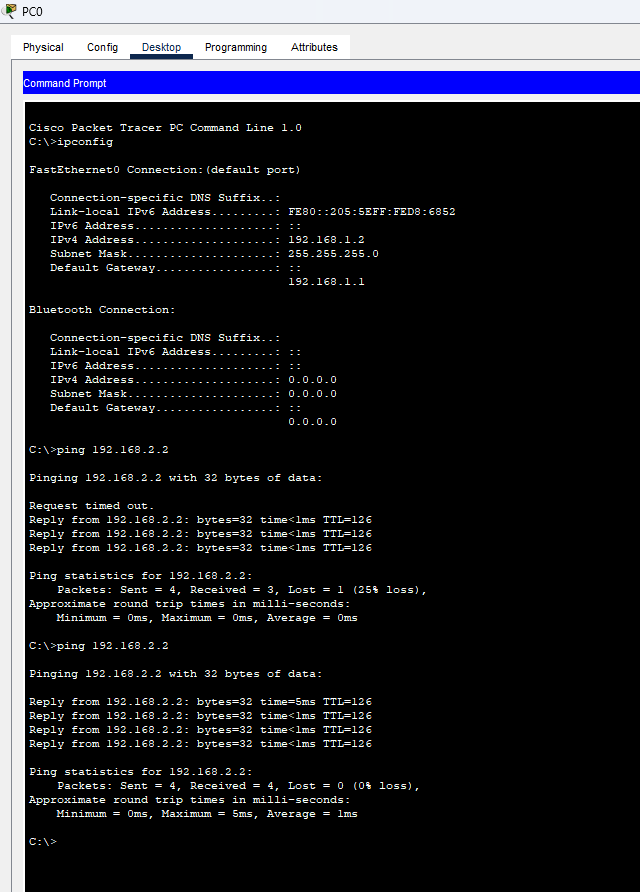 PC0
Physical Config Desktop Programming Attributes
Command Prompt
Cisco Packet Tracer PC Command Line 1.0
C:\>ipconfig
FastEthernet0 Connection:(default port)
Connection-specific DNS Suffix..:
Link-local IPv6 Address.........: FE80::205:5EFF:FED8:6852
IPv6 Address....................: ::
IPv4 Address....................: 192.168.1.2
Subnet Mask.....................: 255.255.255.0
Default Gateway.................: ::
192.168.1.1
Bluetooth Connection:
Connection-specific DNS Suffix..:
Link-local IPv6 Address.........: ::
IPv6 Address....................: ::
IPv4 Address....................: 0.0.0.0
Subnet Mask.....................: 0.0.0.0
Default Gateway.................: ::
0.0.0.0
C:\>ping 192.168.2.2
Pinging 192.168.2.2 with 32 bytes of data:
Request timed out.
Reply from 192.168.2.2: bytes=32 time<1ms TTL=126
Reply from 192.168.2.2: bytes=32 time<1ms TTL=126
Reply from 192.168.2.2: bytes=32 time<1ms TTL=126
Ping statistics for 192.168.2.2:
Packets: Sent = 4, Received = 3, Lost = 1 (25% loss),
Approximate round trip times in milli-seconds:
Minimum = 0ms, Maximum = 0ms, Average = 0ms
C:\>ping 192.168.2.2
Pinging 192.168.2.2 with 32 bytes of data:
Reply from 192.168.2.2: bytes=32 time=5ms TTL=126
Reply from 192.168.2.2: bytes=32 time<1ms TTL=126
Reply from 192.168.2.2: bytes=32 time<1ms TTL=126
Reply from 192.168.2.2: bytes=32 time<1ms TTL=126
Ping statistics for 192.168.2.2:
Packets: Sent = 4, Received = 4, Lost = 0 (0% loss),
Approximate round trip times in milli-seconds:
Minimum = 0ms, Maximum = 5ms, Average = 1ms
C:\>